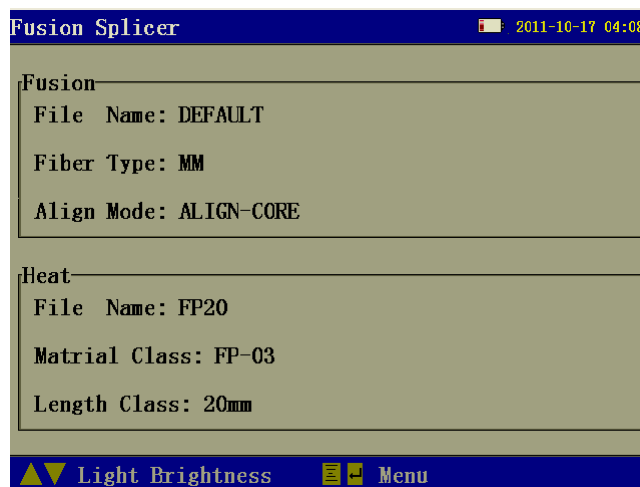 Fusion Splicer 2011-10-17 04:08
Fusion
File Name: DEFAULT
Fiber Type: MM
Align Mode: ALIGN-CORE
Heat
File Name: FP20
Matrial Class: FP-03
Length Class: 20mm
Light Brightness Menu